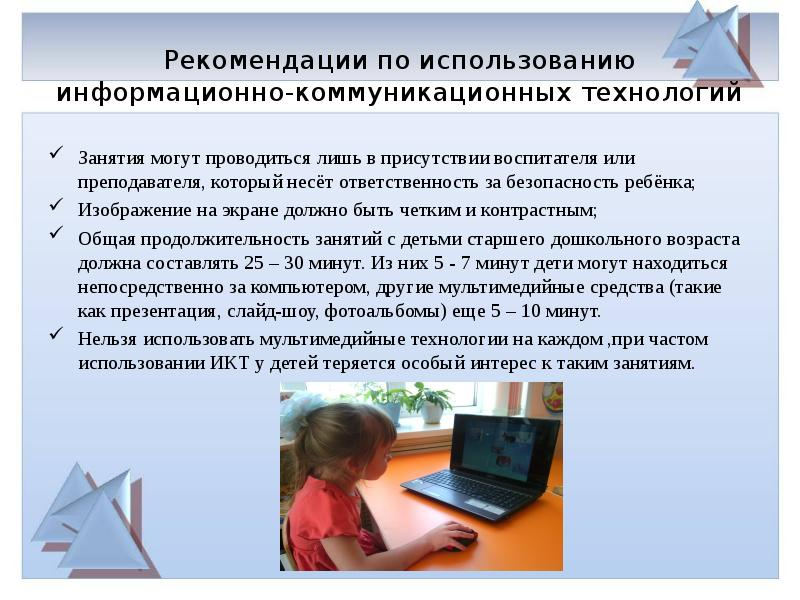 Рекомендации по использованию
информационно-коммуникационных технологий
Занятия могут проводиться лишь в присутствии воспитателя или
преподавателя, который несёт ответственность за безопасность ребёнка;
Изображение на экране должно быть четким и контрастным;
Общая продолжительность занятий с детьми старшего дошкольного возраста
должна составлять 25 – 30 минут. Из них 5 - 7 минут дети могут находиться
непосредственно за компьютером, другие мультимедийные средства (такие
как презентация, слайд-шоу, фотоальбомы) еще 5 – 10 минут.
Нельзя использовать мультимедийные технологии на каждом ,при частом
использовании ИКТ у детей теряется особый интерес к таким занятиям.